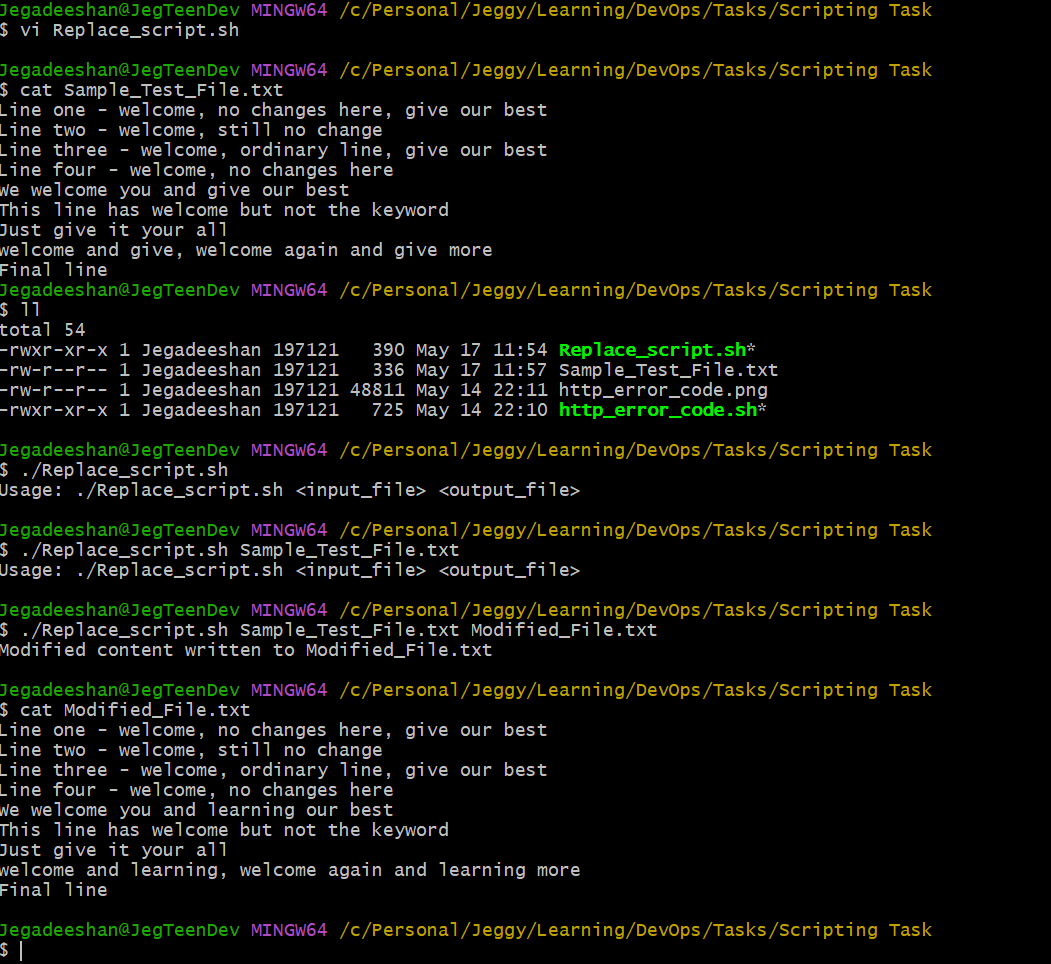 Jegadeeshan@JegTeenDev MINGW64 /c/Personal/Jeggy/Learning/DevOps/Tasks/Scripting Task
$ vi Replace_script.sh
Jegadeeshan@JegTeenDev MINGW64 /c/Personal/Jeggy/Learning/DevOps/Tasks/Scripting Task
$ cat Sample_Test_File.txt
Line one - welcome, no changes here, give our best
Line two - welcome, still no change
Line three - welcome, ordinary line, give our best
Line four - welcome, no changes here
We welcome you and give our best
This line has welcome but not the keyword
Just give it your all
welcome and give, welcome again and give more
Final line
Jegadeeshan@JegTeenDev MINGW64 /c/Personal/Jeggy/Learning/DevOps/Tasks/Scripting Task
$ ll
total 54
-rwxr-xr-x 1 Jegadeeshan 197121   390 May 17 11:54 Replace_script.sh*
-rw-r--r-- 1 Jegadeeshan 197121   336 May 17 11:57 Sample_Test_File.txt
-rw-r--r-- 1 Jegadeeshan 197121 48811 May 14 22:11 http_error_code.png
-rwxr-xr-x 1 Jegadeeshan 197121   725 May 14 22:10 http_error_code.sh*
Jegadeeshan@JegTeenDev MINGW64 /c/Personal/Jeggy/Learning/DevOps/Tasks/Scripting Task
$ ./Replace_script.sh
Usage: ./Replace_script.sh <input_file> <output_file>
Jegadeeshan@JegTeenDev MINGW64 /c/Personal/Jeggy/Learning/DevOps/Tasks/Scripting Task
$ ./Replace_script.sh Sample_Test_File.txt
Usage: ./Replace_script.sh <input_file> <output_file>
Jegadeeshan@JegTeenDev MINGW64 /c/Personal/Jeggy/Learning/DevOps/Tasks/Scripting Task
$ ./Replace_script.sh Sample_Test_File.txt Modified_File.txt
Modified content written to Modified_File.txt
Jegadeeshan@JegTeenDev MINGW64 /c/Personal/Jeggy/Learning/DevOps/Tasks/Scripting Task
$ cat Modified_File.txt
Line one - welcome, no changes here, give our best
Line two - welcome, still no change
Line three - welcome, ordinary line, give our best
Line four - welcome, no changes here
We welcome you and learning our best
This line has welcome but not the keyword
Just give it your all
welcome and learning, welcome again and learning more
Final line
Jegadeeshan@JegTeenDev MINGW64 /c/Personal/Jeggy/Learning/DevOps/Tasks/Scripting Task
$